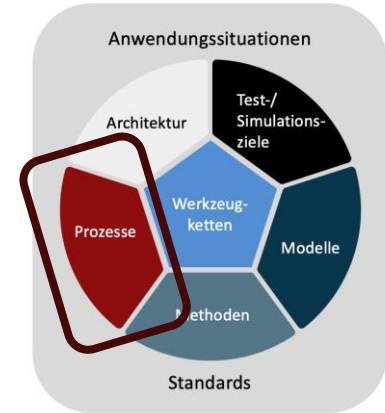 Anwendungssituationen
Architektur
Test-/
Simulations-
ziele
Werkzeug-
ketten
Prozesse
Modelle
Methoden
Standards